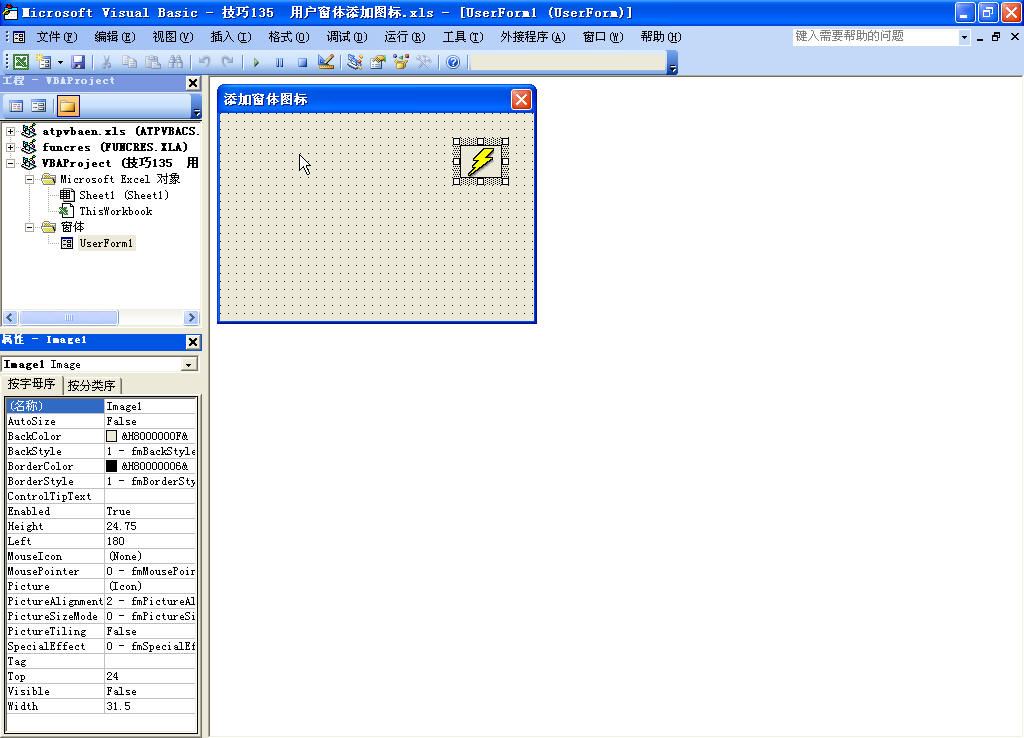 Microsoft Visual Basic - 技巧135  用户窗体添加图标.xls - [UserForm1 (UserForm)]
文件(F) 编辑(E) 视图(V) 插入(I) 格式(O) 调试(D) 运行(R) 工具(T) 外接程序(A) 窗口(W) 帮助(H) 键入需要帮助的问题
工程 - VBAProject
atpvbaen.xls (ATPVBACS.
funcres (FUNCRES.XLA)
VBAProject (技巧135  用
Microsoft Excel 对象
Sheet1 (Sheet1)
ThisWorkbook
窗体
UserForm1
添加窗体图标
属性 - Image1
Image1 Image
按字母序 按分类序
(名称) Image1
AutoSize False
BackColor &H8000000F&
BackStyle 1 - fmBackStyle
BorderColor &H80000006&
BorderStyle 1 - fmBorderSty
ControlTipText
Enabled True
Height 24.75
Left 180
MouseIcon (None)
MousePointer 0 - fmMousePoin
Picture (Icon)
PictureAlignment 2 - fmPictureAl
PictureSizeMode 0 - fmPictureSi
PictureTiling False
SpecialEffect 0 - fmSpecialEf
Tag
Top 24
Visible False
Width 31.5